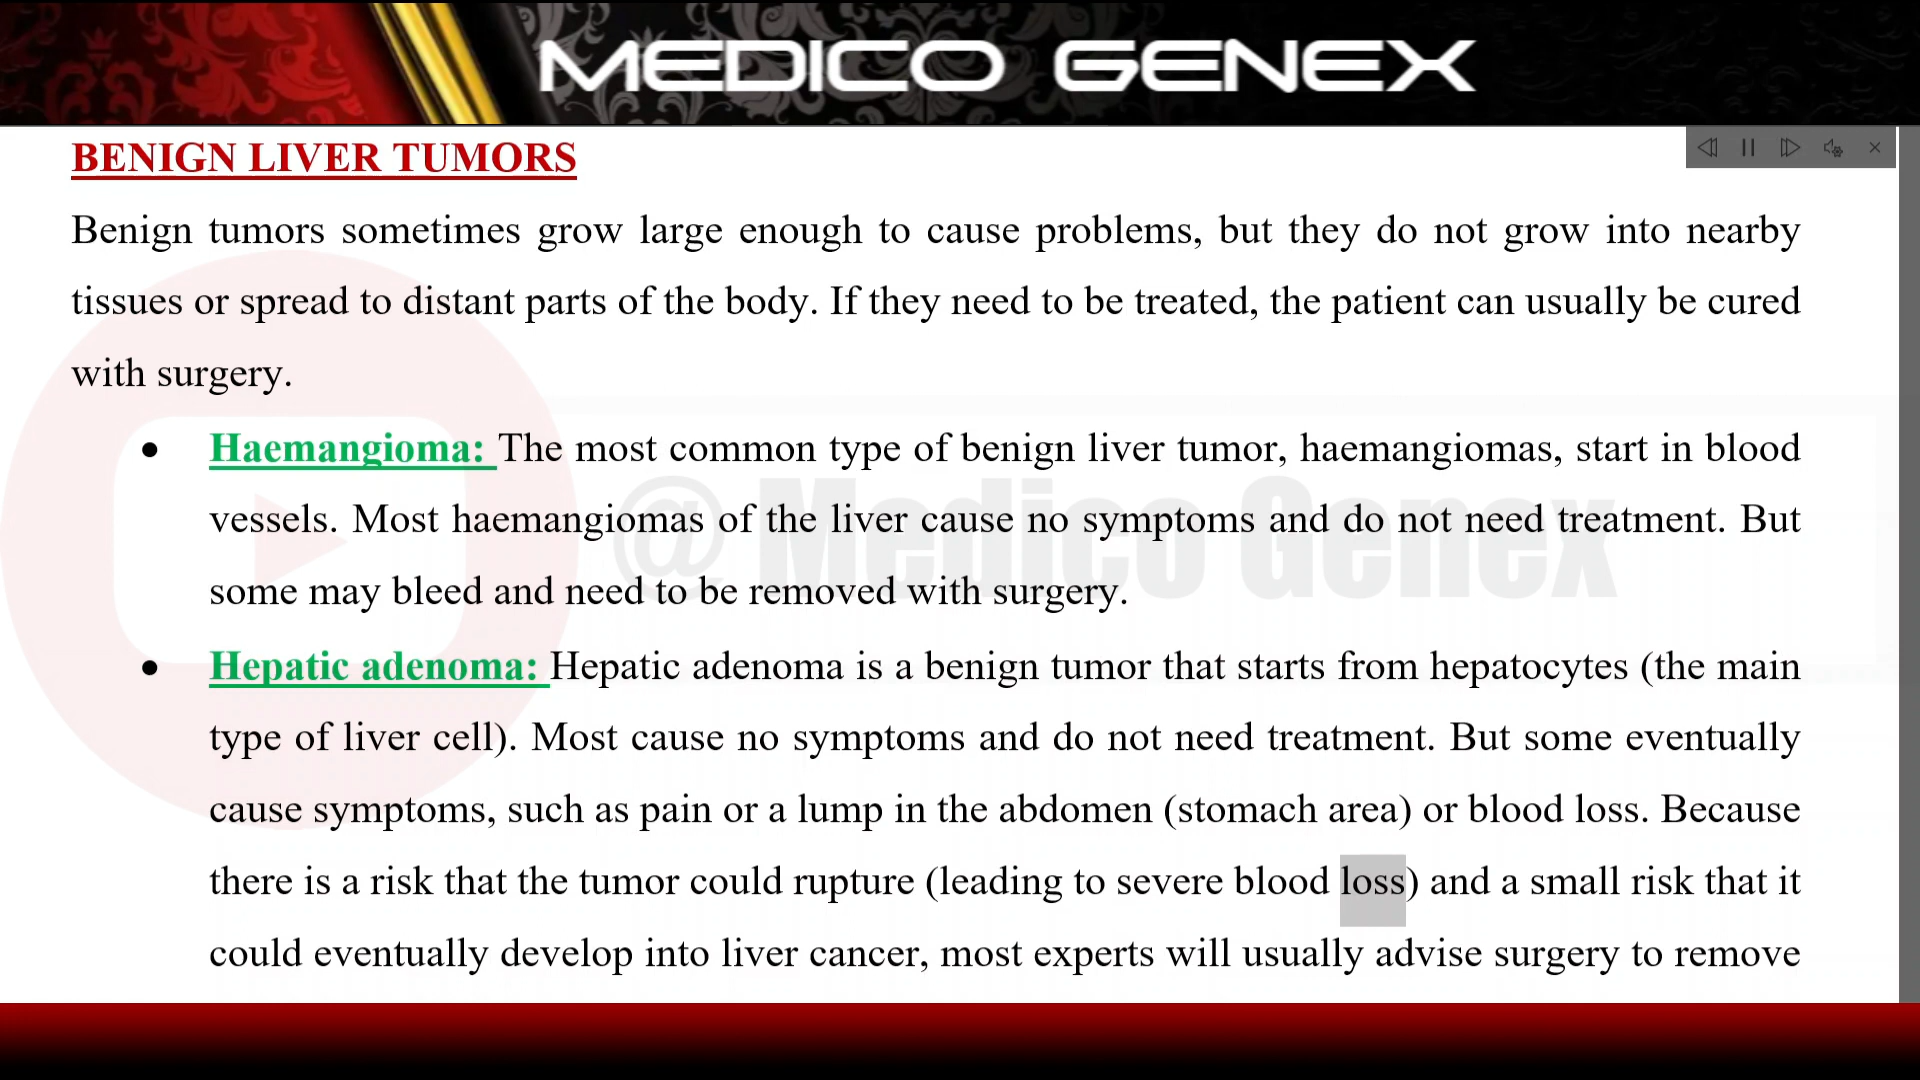 MEDICO GENEX
BENIGN LIVER TUMORS
Benign tumors sometimes grow large enough to cause problems, but they do not grow into nearby
tissues or spread to distant parts of the body. If they need to be treated, the patient can usually be cured
with surgery.
• Haemangioma: The most common type of benign liver tumor, haemangiomas, start in blood
vessels. Most haemangiomas of the liver cause no symptoms and do not need treatment. But
@ Medico Genex
some may bleed and need to be removed with surgery.
• Hepatic adenoma: Hepatic adenoma is a benign tumor that starts from hepatocytes (the main
type of liver cell). Most cause no symptoms and do not need treatment. But some eventually
cause symptoms, such as pain or a lump in the abdomen (stomach area) or blood loss. Because
there is a risk that the tumor could rupture (leading to severe blood loss) and a small risk that it
could eventually develop into liver cancer, most experts will usually advise surgery to remove